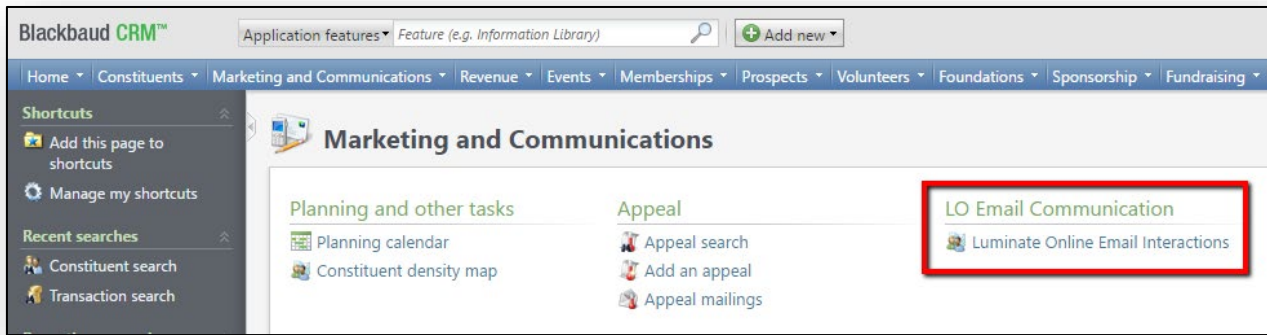 Blackbaud CRM™
Application features Feature (e.g. Information Library) Add new
Home Constituents Marketing and Communications Revenue Events Memberships Prospects Volunteers Foundations Sponsorship Fundraising
Shortcuts
Add this page to
shortcuts
Manage my shortcuts
Recent searches
Constituent search
Transaction search
Marketing and Communications
Planning and other tasks
Planning calendar
Constituent density map
Appeal
Appeal search
Add an appeal
Appeal mailings
LO Email Communication
Luminate Online Email Interactions